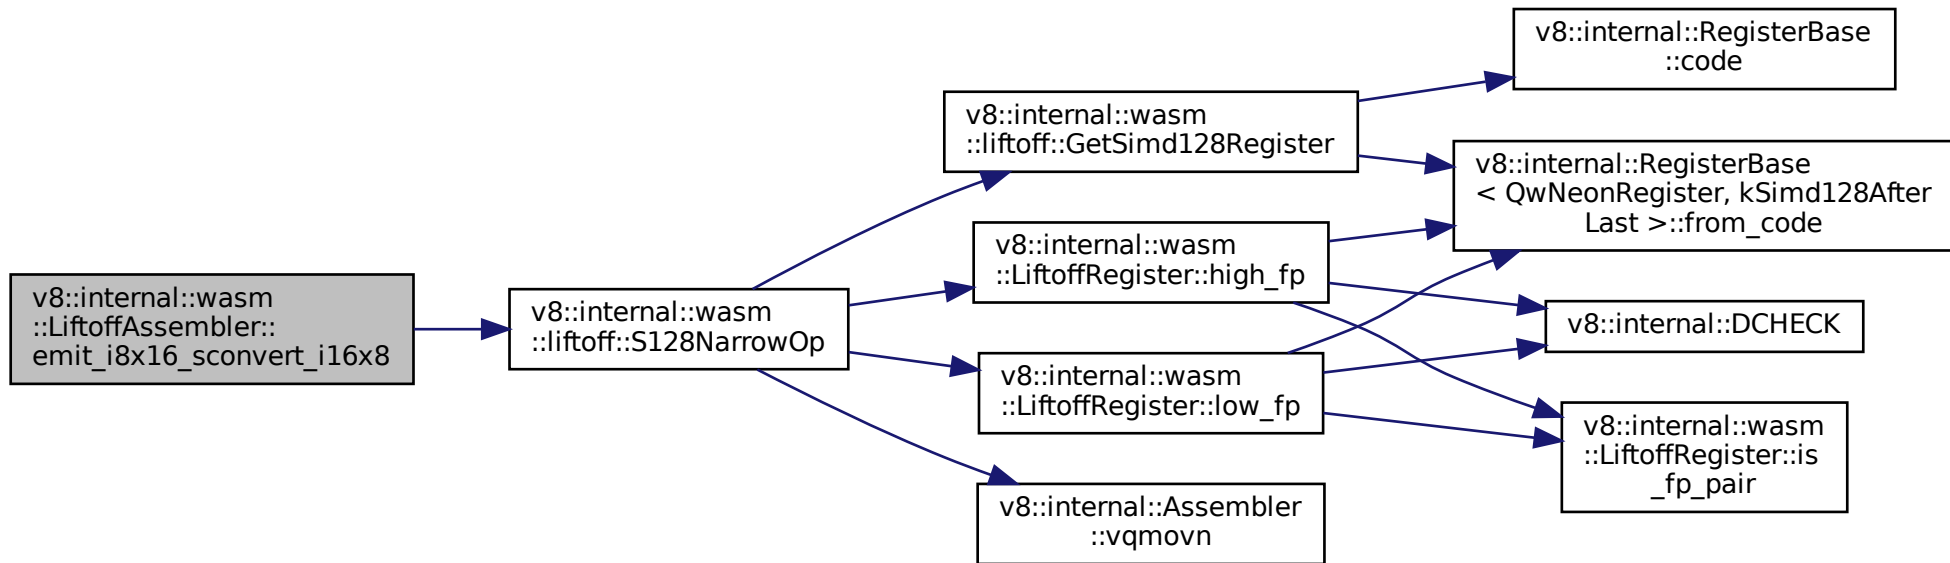 v8::internal::wasm
::LiftoffAssembler::
emit_i8x16_sconvert_i16x8
v8::internal::wasm
::liftoff::S128NarrowOp
v8::internal::wasm
::liftoff::GetSimd128Register
v8::internal::wasm
::LiftoffRegister::high_fp
v8::internal::wasm
::LiftoffRegister::low_fp
v8::internal::Assembler
::vqmovn
v8::internal::RegisterBase
::code
v8::internal::RegisterBase
< QwNeonRegister, kSimd128After
Last >::from_code
v8::internal::DCHECK
v8::internal::wasm
::LiftoffRegister::is
_fp_pair